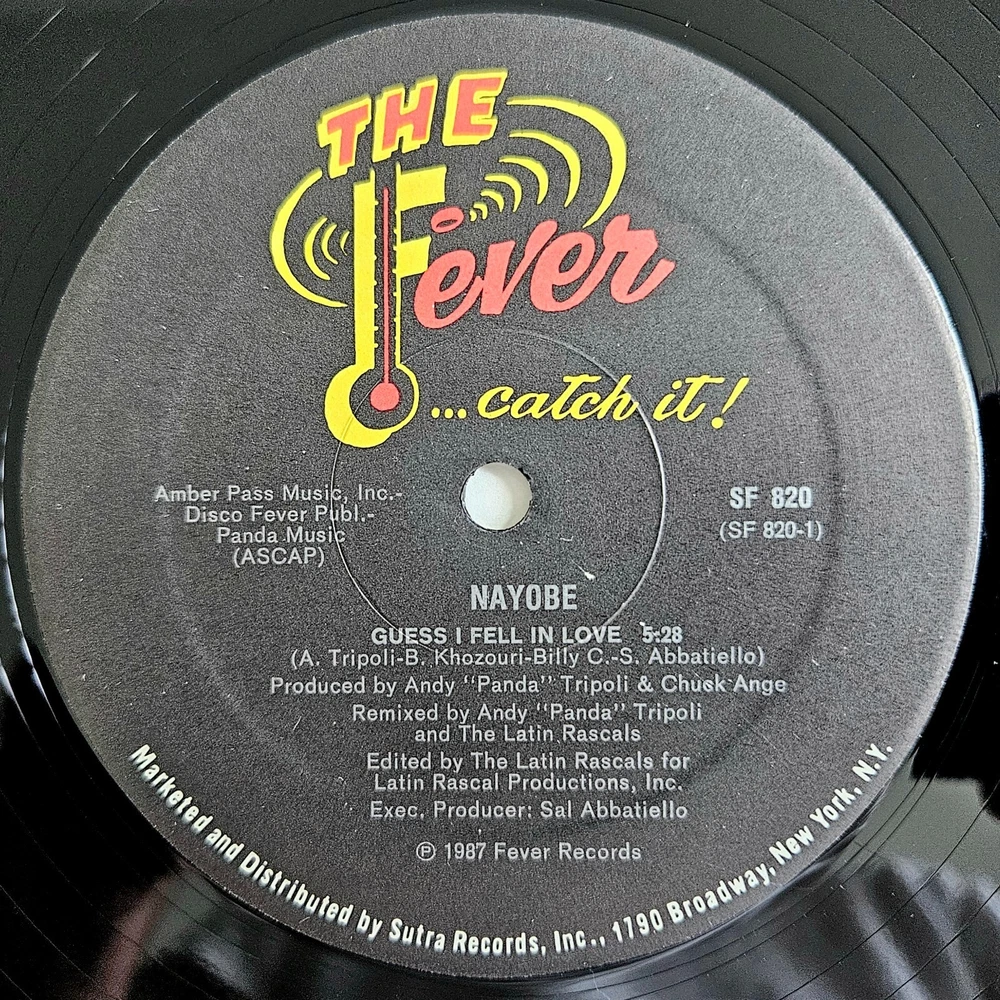 THE
Fever
...catch it!
Amber Pass Music, Inc.-
Disco Fever Publ.-
Panda Music
(ASCAP)
SF 820
(SF 820-1)
NAYOBE
GUESS I FELL IN LOVE 5:28
(A. Tripoli-B. Khozouri-Billy C.-S. Abbatiello)
Produced by Andy "Panda" Tripoli & Chusk Ange
Remixed by Andy "Panda" Tripoli
and The Latin Rascals
Edited by The Latin Rascals for
Latin Rascal Productions, Inc.
Exec. Producer: Sal Abbatiello
℗ 1987 Fever Records
Marketed and Distributed by Sutra Records, Inc., 1790 Broadway, New York, N.Y.